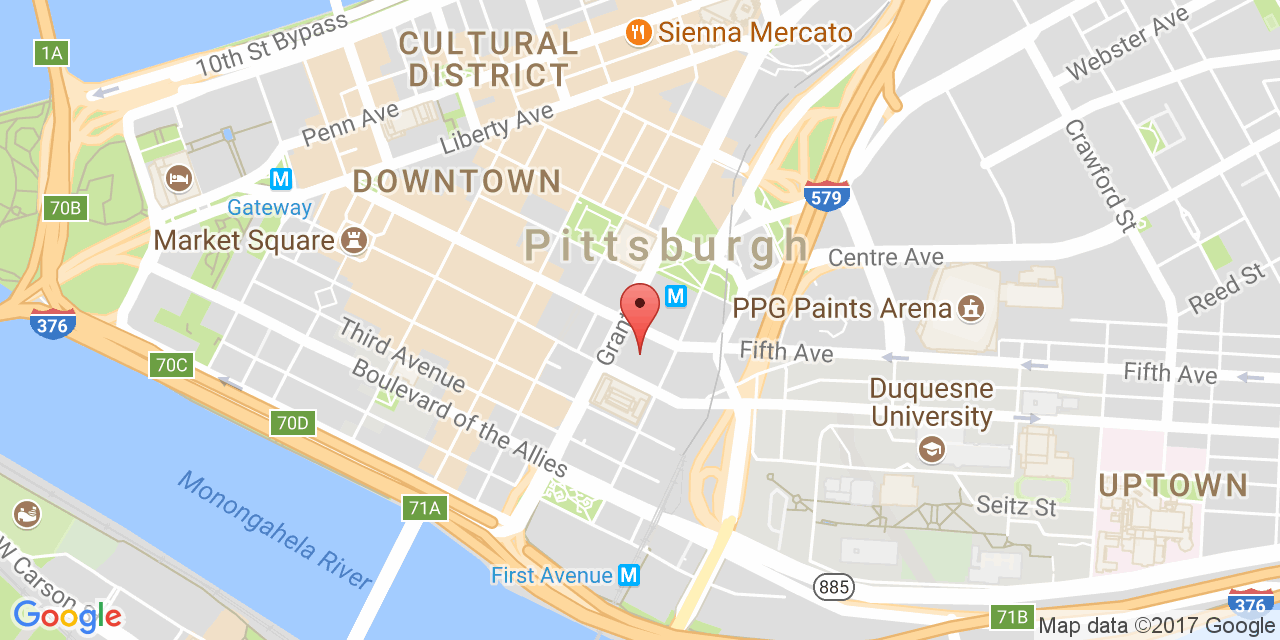 Sienna Mercato
1A
10th St Bypass
CULTURAL
DISTRICT
Webster Ave
Penn Ave
Liberty Ave
Crawford St
M
DOWNTOWN
579
70B
Gateway
Market Square
Pittsburgh
Centre Ave
Reed St
M
PPG Paints Arena
376
Grant
Third Avenue
Fifth Ave
70C
Boulevard of the Allies
Fifth Ave
Duquesne
University
70D
UPTOWN
Monongahela River
71A
Seitz St
W Carson S
First Avenue M
885
376
71B
Google
Map data ©2017 Google